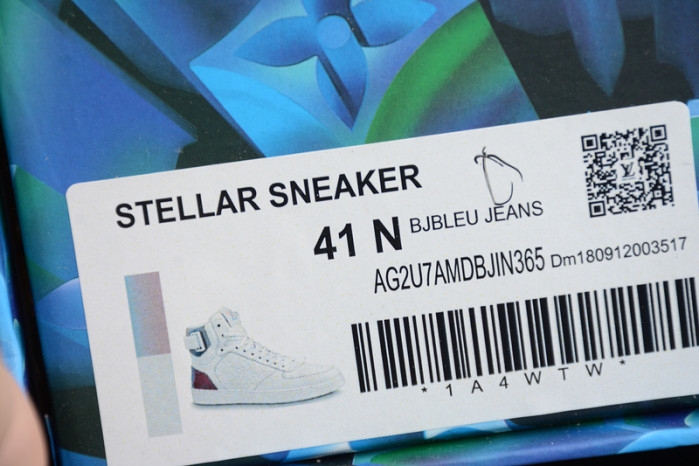 STELLAR SNEAKER
41 N BJBLEU JEANS
AG2U7AMDBJIN365 Dm180912003517
*1A4WTW*